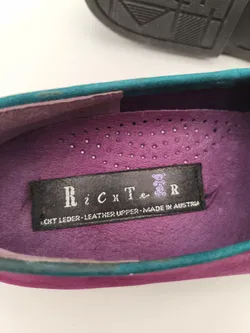 RiCHTeR
ECHT LEDER - LEATHER UPPER - MADE IN AUSTRIA